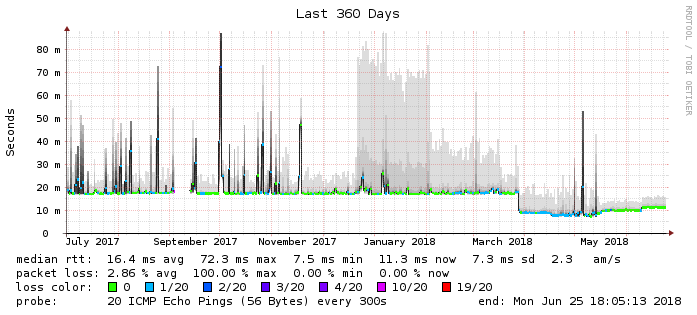 Last 360 Days
RRDTOOL / TOBI OETIKER
Seconds
80 m
70 m
60 m
50 m
40 m
30 m
20 m
10 m
0
July 2017 September 2017 November 2017 January 2018 March 2018 May 2018
median rtt: 16.4 ms avg 72.3 ms max 7.5 ms min 11.3 ms now 7.3 ms sd 2.3 am/s
packet loss: 2.86 % avg 100.00 % max 0.00 % min 0.00 % now
loss color: 0 1/20 2/20 3/20 4/20 10/20 19/20
probe: 20 ICMP Echo Pings (56 Bytes) every 300s end: Mon Jun 25 18:05:13 2018